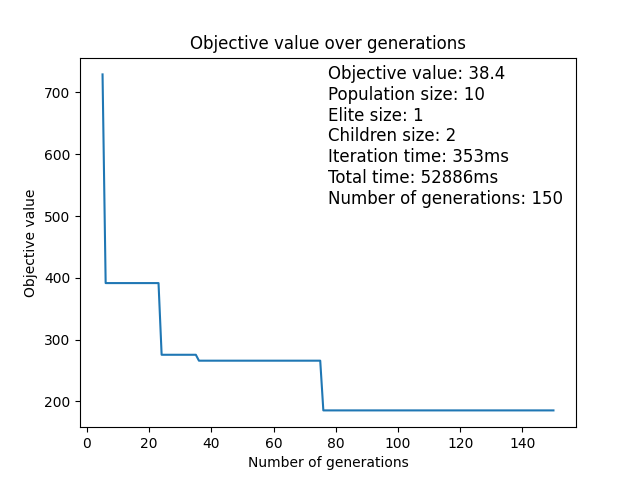 Objective value over generations
Objective value: 38.4
Population size: 10
Elite size: 1
Children size: 2
Iteration time: 353ms
Total time: 52886ms
Number of generations: 150
Objective value
700
600
500
400
300
200
0 20 40 60 80 100 120 140
Number of generations